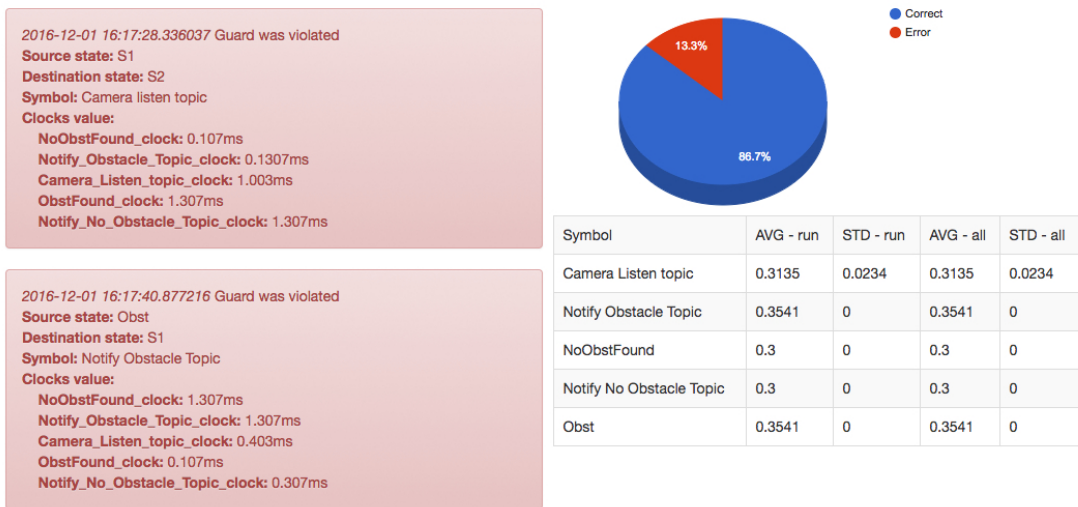 2016-12-01 16:17:28.336037 Guard was violated
Source state: S1
Destination state: S2
Symbol: Camera listen topic
Clocks value:
NoObstFound_clock: 0.107ms
Notify_Obstacle_Topic_clock: 0.1307ms
Camera_Listen_topic_clock: 1.003ms
ObstFound_clock: 1.307ms
Notify_No_Obstacle_Topic_clock: 1.307ms
2016-12-01 16:17:40.877216 Guard was violated
Source state: Obst
Destination state: S1
Symbol: Notify Obstacle Topic
Clocks value:
NoObstFound_clock: 1.307ms
Notify_Obstacle_Topic_clock: 1.307ms
Camera_Listen_topic_clock: 0.403ms
ObstFound_clock: 0.107ms
Notify_No_Obstacle_Topic_clock: 0.307ms
Correct
Error
13.3%
86.7%
Symbol AVG - run STD - run AVG - all STD - all
Camera Listen topic 0.3135 0.0234 0.3135 0.0234
Notify Obstacle Topic 0.3541 0 0.3541 0
NoObstFound 0.3 0 0.3 0
Notify No Obstacle Topic 0.3 0 0.3 0
Obst 0.3541 0 0.3541 0